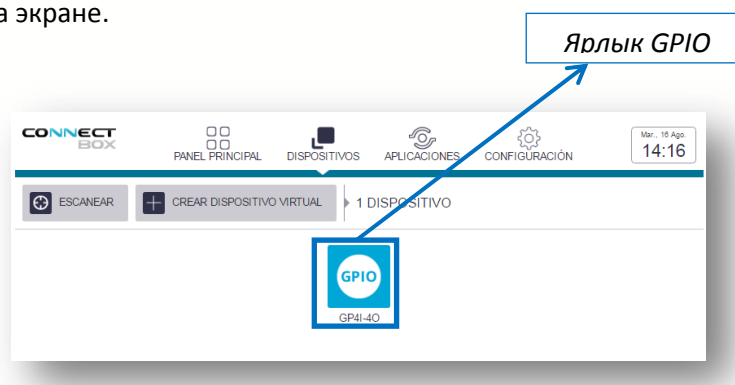 а экране.
Ярлык GPIO
CONNECT
BOX
PANEL PRINCIPAL
DISPOSITIVOS
APLICACIONES
CONFIGURACIÓN
Mar., 16 Ago.
14:16
ESCANEAR
CREAR DISPOSITIVO VIRTUAL
1 DISPOSITIVO
GPIO
GP4I-4O